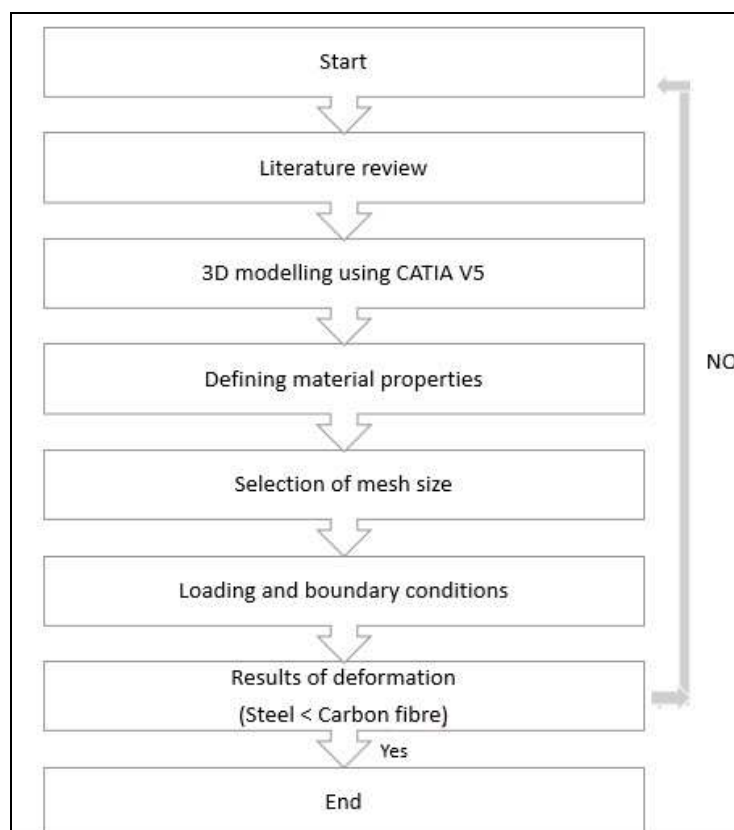 Start
Literature review
3D modelling using CATIA V5
Defining material properties
NO
Selection of mesh size
Loading and boundary conditions
Results of deformation
(Steel < Carbon fibre)
Yes
End